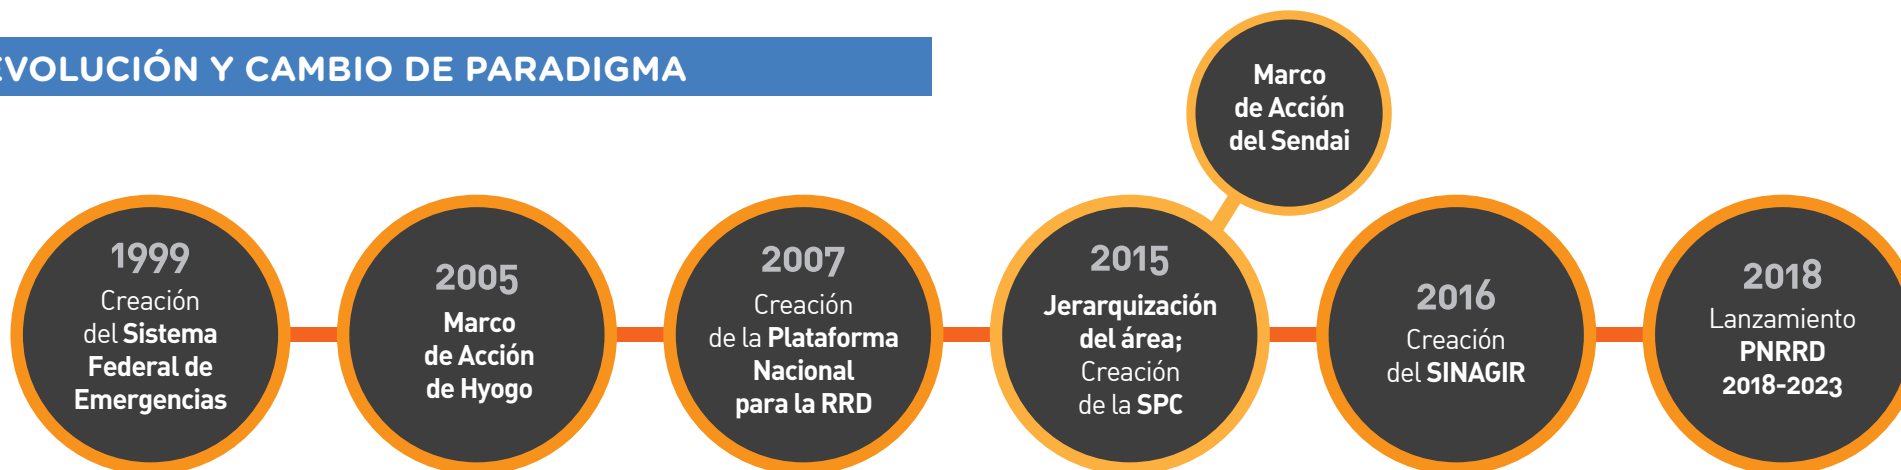 EVOLUCIÓN Y CAMBIO DE PARADIGMA
1999
Creación
del Sistema
Federal de
Emergencias
2005
Marco
de Acción
de Hyogo
2007
Creación
de la Plataforma
Nacional
para la RRD
2015
Jerarquización
del área;
Creación
de la SPC
Marco
de Acción
del Sendai
2016
Creación
del SINAGIR
2018
Lanzamiento
PNRRD
2018-2023